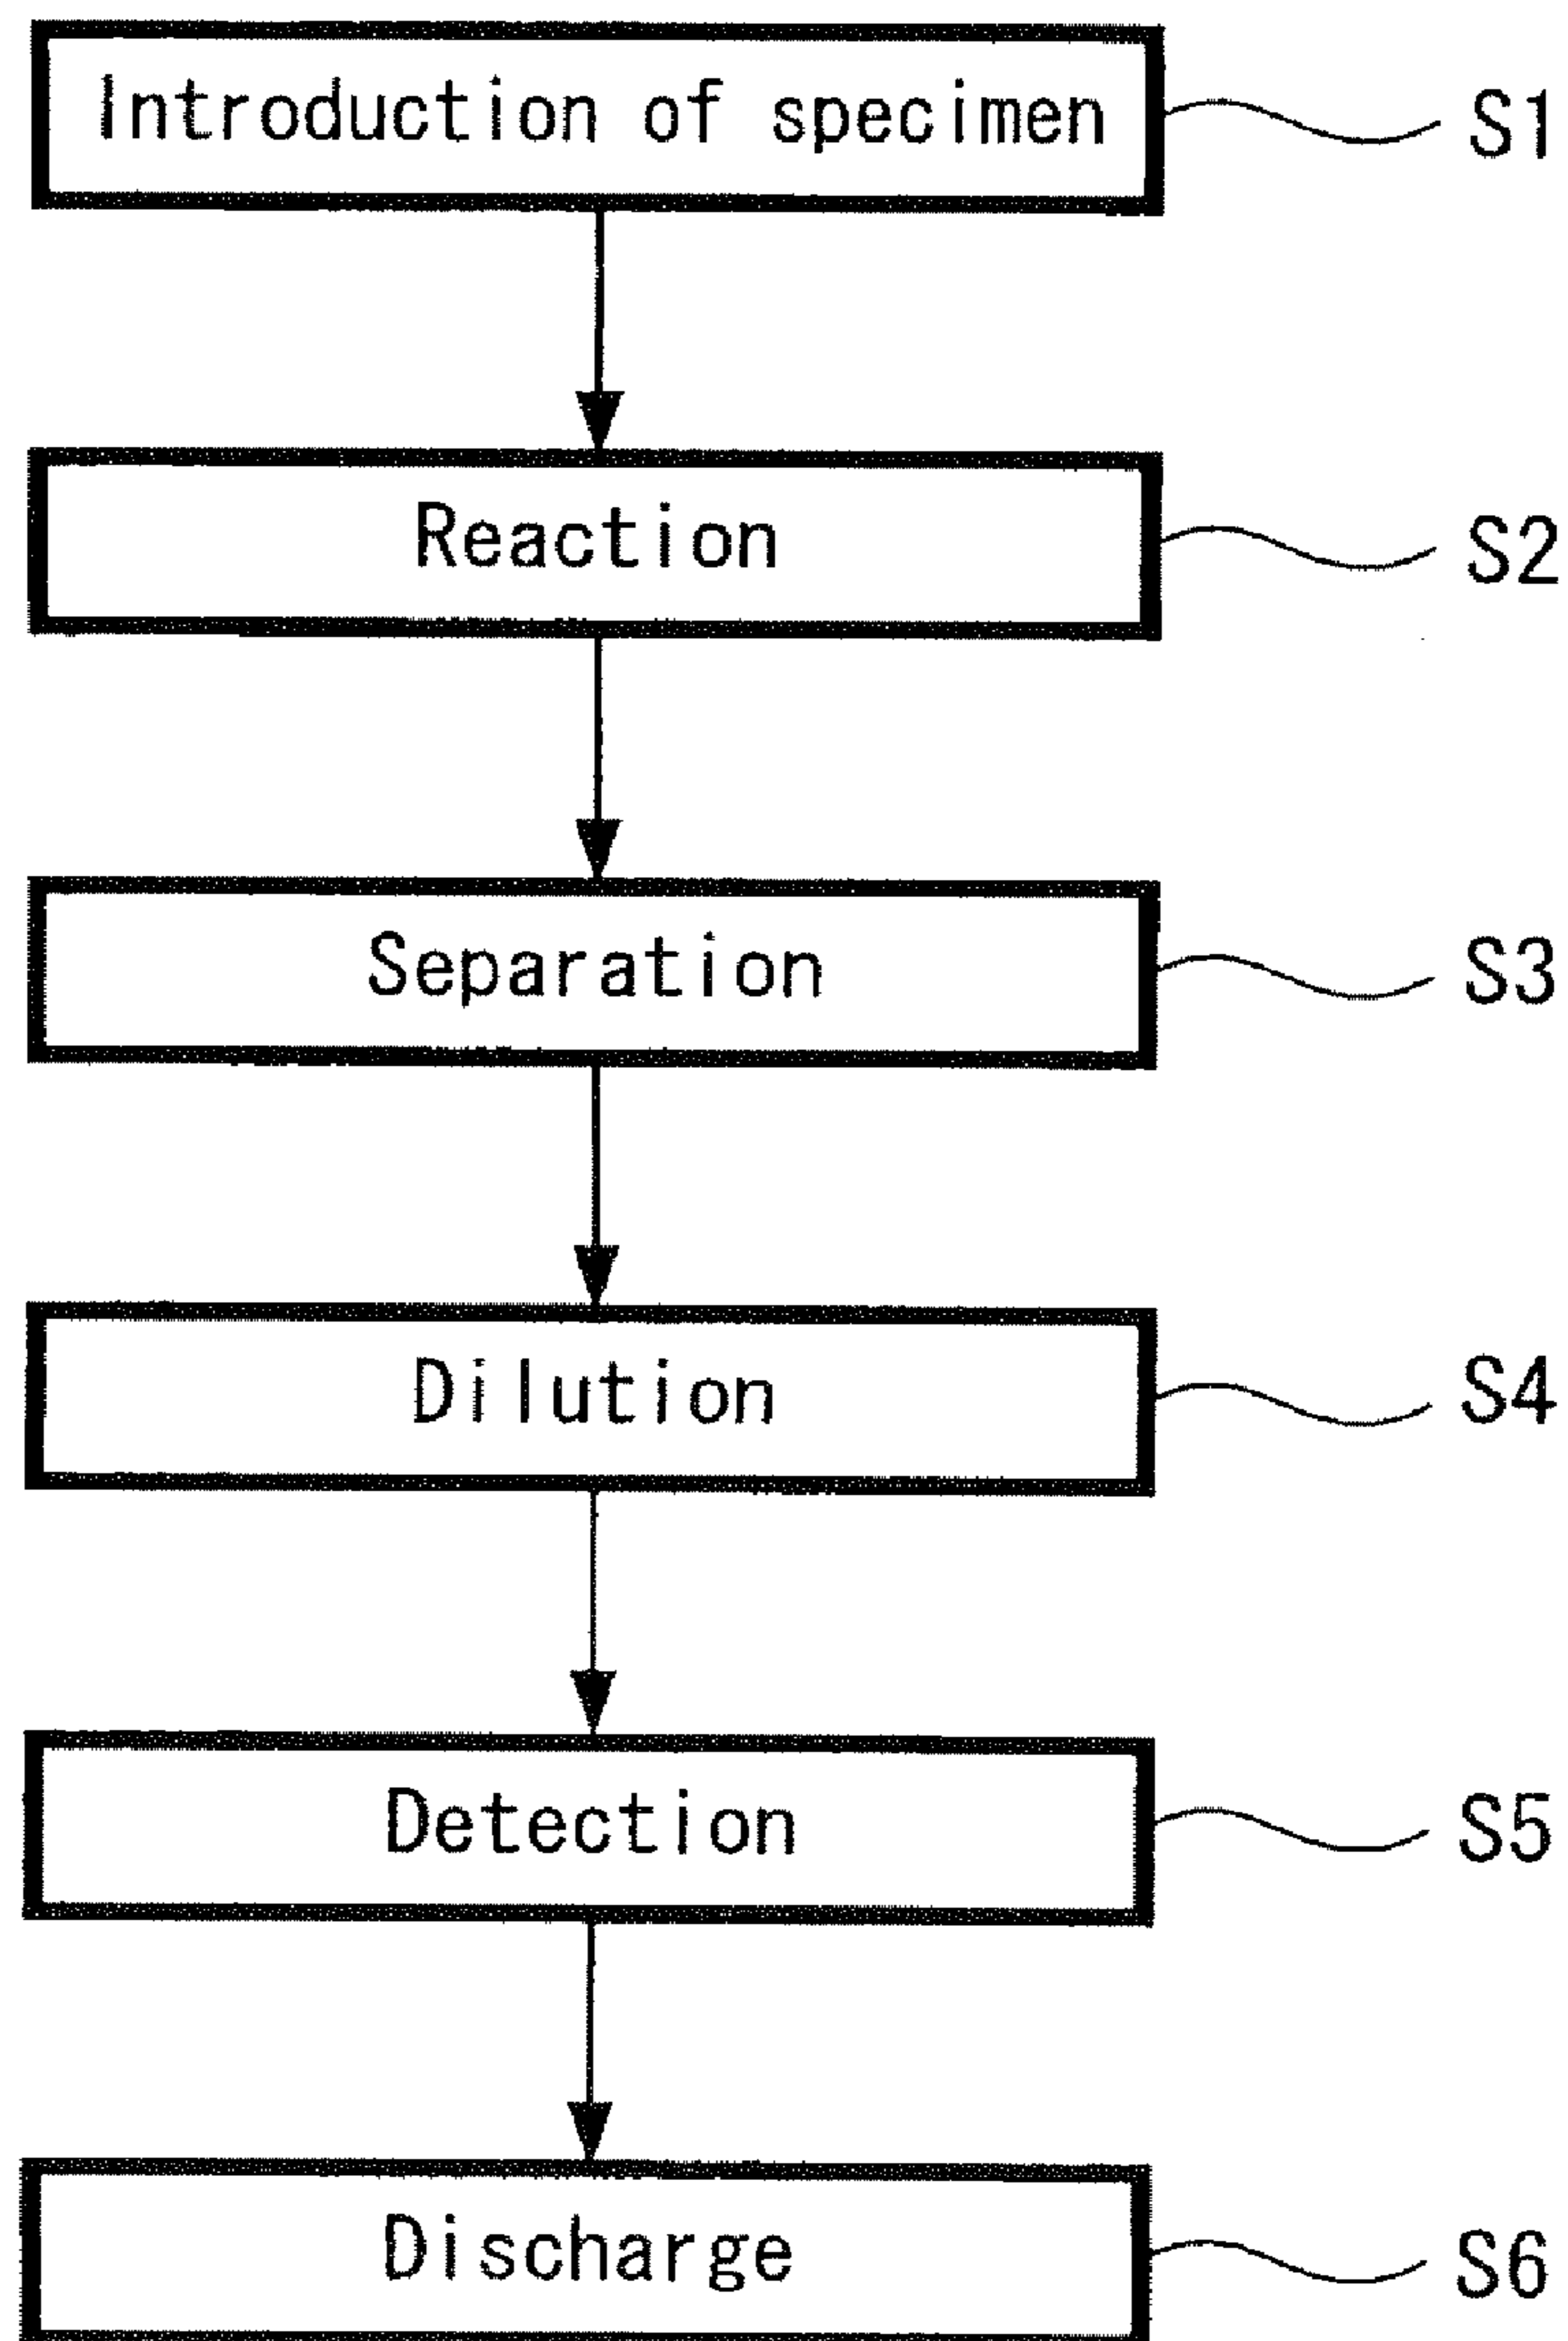 Introduction of specimen S1
Reaction S2
Separation S3
Dilution S4
Detection S5
Discharge S6